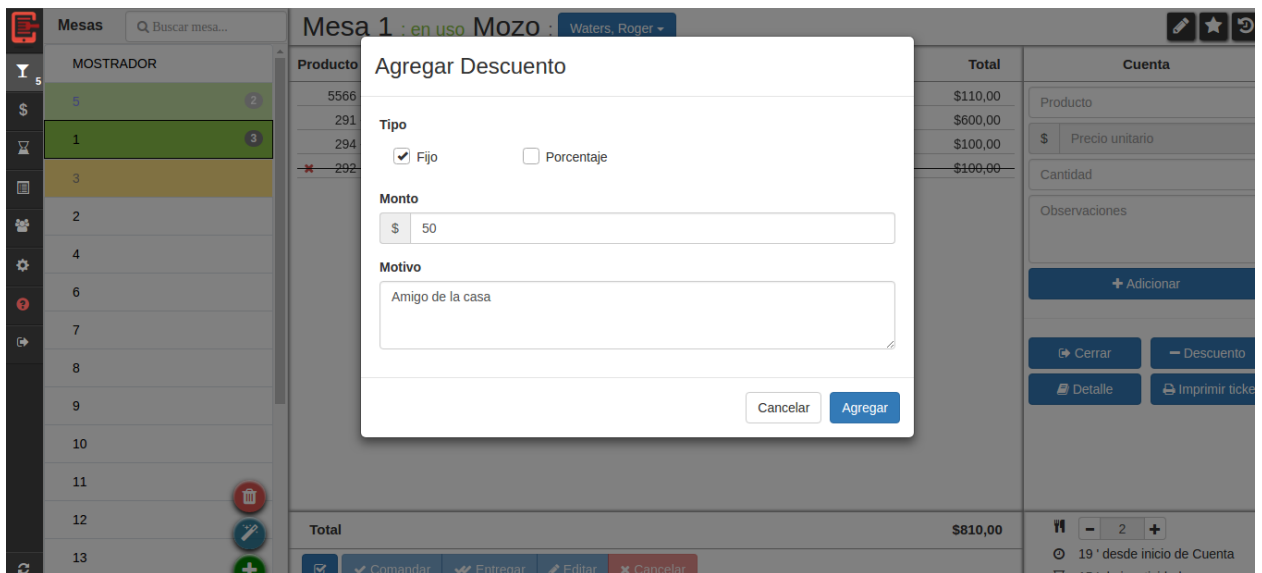 Mesas
Buscar mesa...
Mesa 1 : en uso Mozo : Waters, Roger
5
MOSTRADOR
5 2
1 3
3
2
4
6
7
8
9
10
11
12
13
Producto
Total
5566 $110,00
291 $600,00
294 $100,00
292 $100,00
Agregar Descuento
Tipo
Fijo Porcentaje
Monto
$ 50
Motivo
Amigo de la casa
Cancelar Agregar
Cuenta
Producto
$ Precio unitario
Cantidad
Observaciones
Adicionar
Cerrar Descuento
Detalle Imprimir ticke
Total $810,00
Comandar Entregar Editar Cancelar
2
19 ' desde inicio de Cuenta